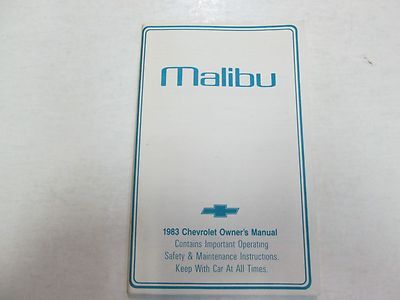 malibu
1983 Chevrolet Owner's Manual
Contains Important Operating
Safety & Maintenance Instructions.
Keep With Car At All Times.